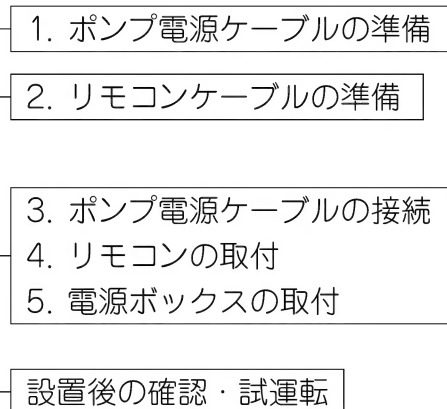 1. ポンプ電源ケーブルの準備
2. リモコンケーブルの準備
3. ポンプ電源ケーブルの接続
4. リモコンの取付
5. 電源ボックスの取付
設置後の確認・試運転